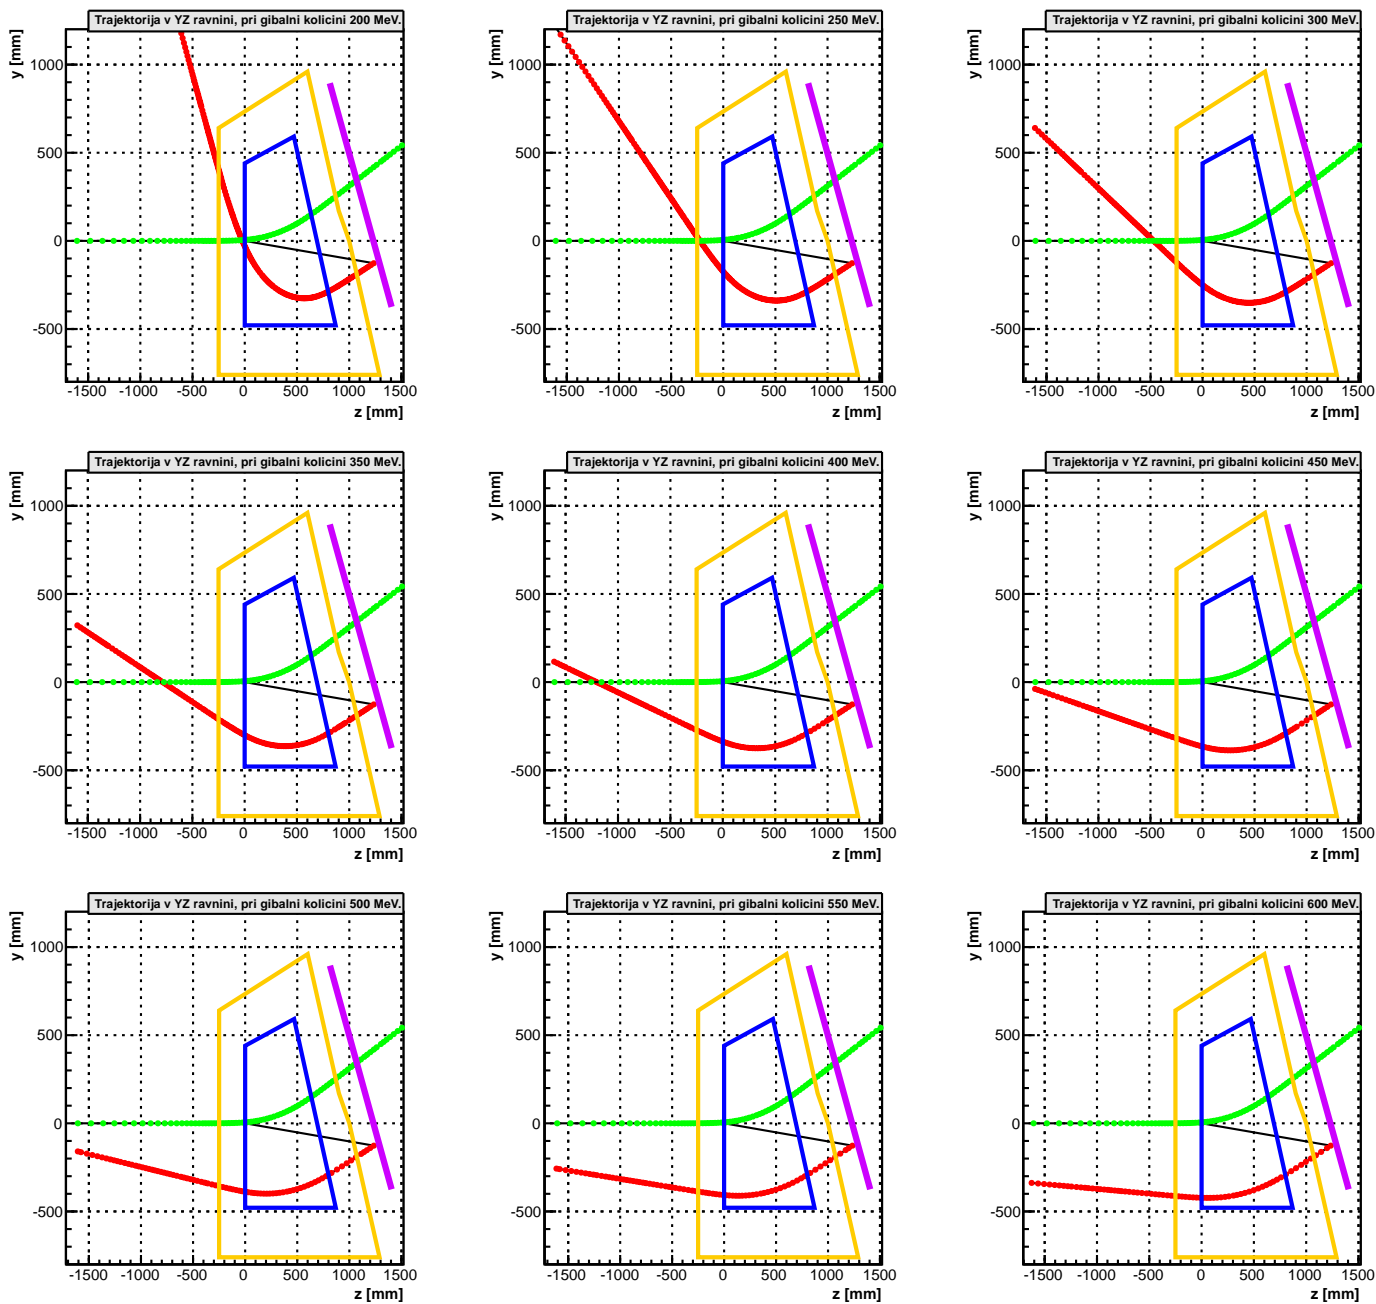 Trajektorija v YZ ravnini, pri gibalni kolicini 200 MeV.
y [mm]
1000
500
0
-500
-1500 -1000 -500 0 500 1000 1500
z [mm]
Trajektorija v YZ ravnini, pri gibalni kolicini 250 MeV.
y [mm]
1000
500
0
-500
-1500 -1000 -500 0 500 1000 1500
z [mm]
Trajektorija v YZ ravnini, pri gibalni kolicini 300 MeV.
y [mm]
1000
500
0
-500
-1500 -1000 -500 0 500 1000 1500
z [mm]
Trajektorija v YZ ravnini, pri gibalni kolicini 350 MeV.
y [mm]
1000
500
0
-500
-1500 -1000 -500 0 500 1000 1500
z [mm]
Trajektorija v YZ ravnini, pri gibalni kolicini 400 MeV.
y [mm]
1000
500
0
-500
-1500 -1000 -500 0 500 1000 1500
z [mm]
Trajektorija v YZ ravnini, pri gibalni kolicini 450 MeV.
y [mm]
1000
500
0
-500
-1500 -1000 -500 0 500 1000 1500
z [mm]
Trajektorija v YZ ravnini, pri gibalni kolicini 500 MeV.
y [mm]
1000
500
0
-500
-1500 -1000 -500 0 500 1000 1500
z [mm]
Trajektorija v YZ ravnini, pri gibalni kolicini 550 MeV.
y [mm]
1000
500
0
-500
-1500 -1000 -500 0 500 1000 1500
z [mm]
Trajektorija v YZ ravnini, pri gibalni kolicini 600 MeV.
y [mm]
1000
500
0
-500
-1500 -1000 -500 0 500 1000 1500
z [mm]